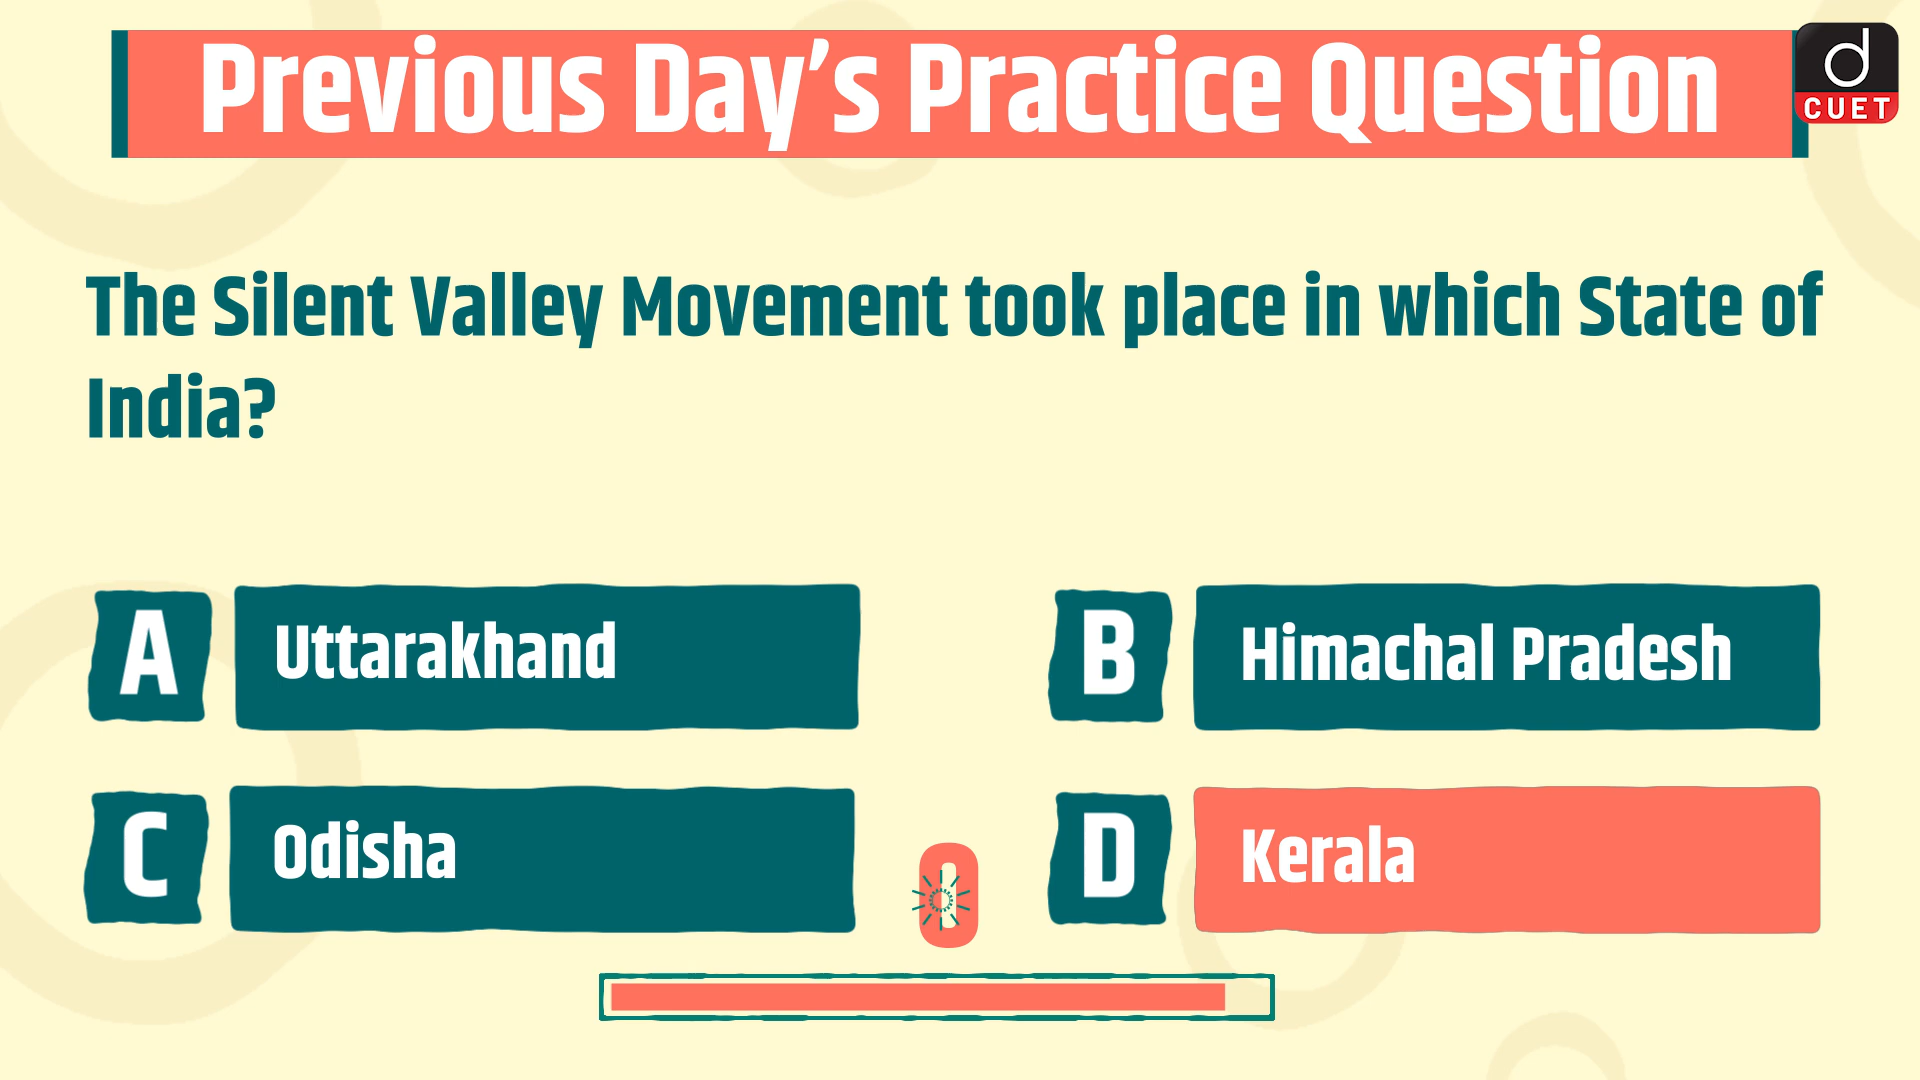 Previous Day’s Practice Question
d
CUET
The Silent Valley Movement took place in which State of
India?
A Uttarakhand
B Himachal Pradesh
C Odisha
D Kerala
0